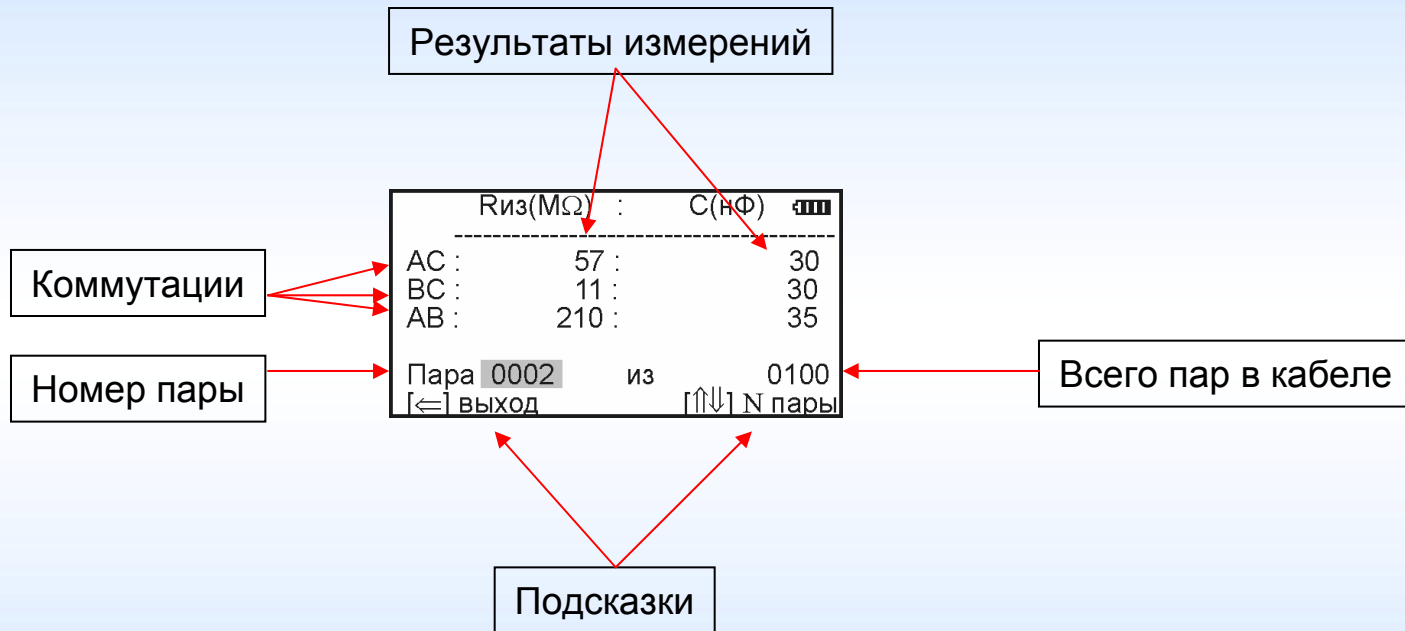 Результаты измерений
Rиз(MΩ) : C(нФ)
Коммутации
AC : 57 : 30
BC : 11 : 30
AB : 210 : 35
Номер пары
Пара 0002 из 0100
Всего пар в кабеле
[⇐] выход [⇑⇓] N пары
Подсказки